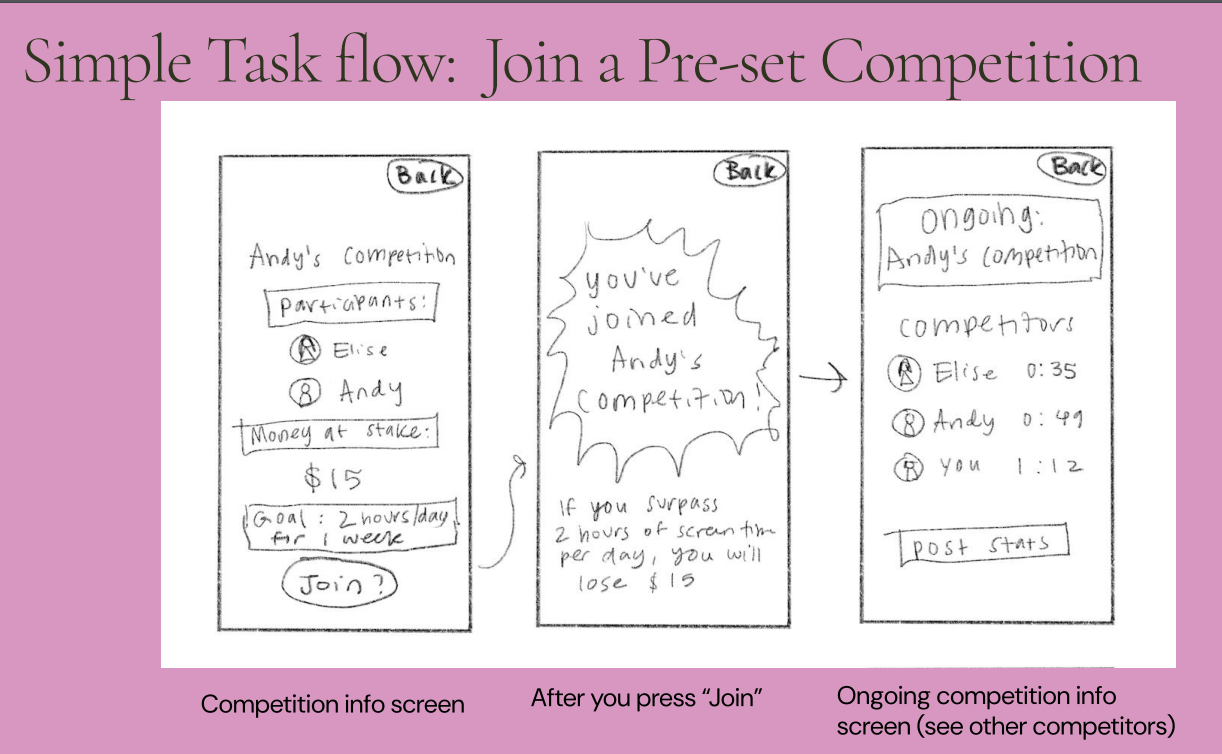 Simple Task flow: Join a Pre-set Competition
Back
Andy's Competition
Participants:
Elise
Andy
Money at stake:
$15
Goal: 2 hours/day
for 1 week
Join?
Back
you've
joined
Andy's
Competition!
If you surpass
2 hours of screen time
per day, you will
lose $15
Back
Ongoing:
Andy's Competition
competitors
Elise 0:35
Andy 0:49
you 1:12
post stats
Competition info screen
After you press “Join”
Ongoing competition info
screen (see other competitors)